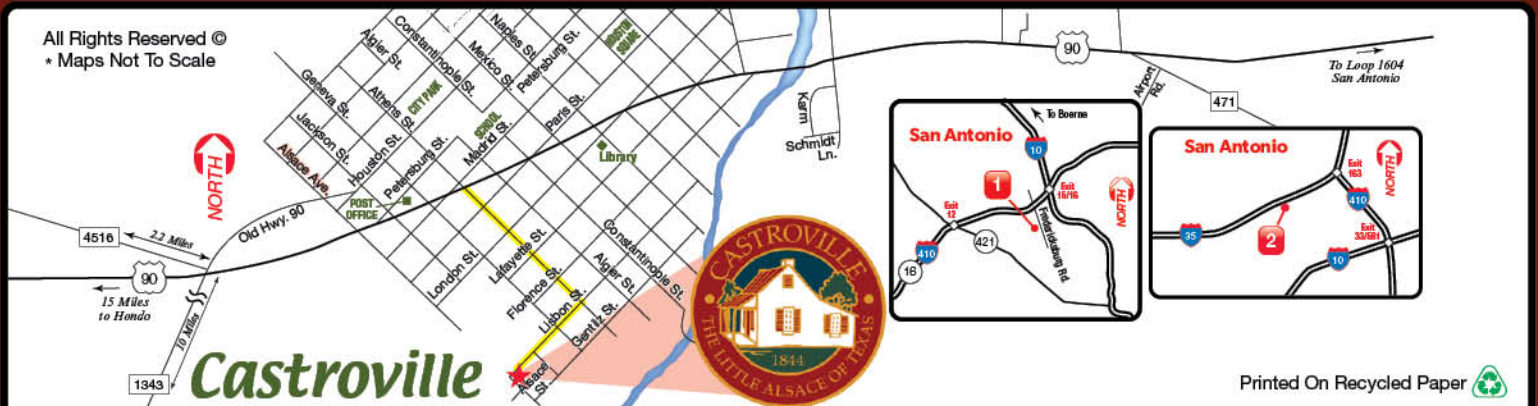 All Rights Reserved ©
* Maps Not To Scale
Algier St.
Constantinople St.
Naples St.
Mexico St.
Petersburg St.
HOUSTON
SQUARE
Geneva St.
Athens St.
CITY PARK
SCHOOL
Madrid St.
Paris St.
Jackson St.
Houston St.
Petersburg St.
Alsace Ave.
Library
POST
OFFICE
NORTH
Old Hwy. 90
4516
2.2 Miles
90
15 Miles
to Hondo
10 Miles
1343
London St.
Lafayette St.
Florence St.
Lisbon St.
Gentilz St.
Algier St.
Constantinople St.
Alsace
St.
Castroville
CASTROVILLE
1844
THE LITTLE ALSACE OF TEXAS
Karm
Schmidt
Ln.
90
To Loop 1604
San Antonio
Airport
Rd.
471
San Antonio
To Boerne
10
1
Exit
15/16
Exit
12
Fredericksburg Rd.
421
410
16
NORTH
San Antonio
Exit
163
NORTH
410
35
2
Exit
33/581
10
Printed On Recycled Paper